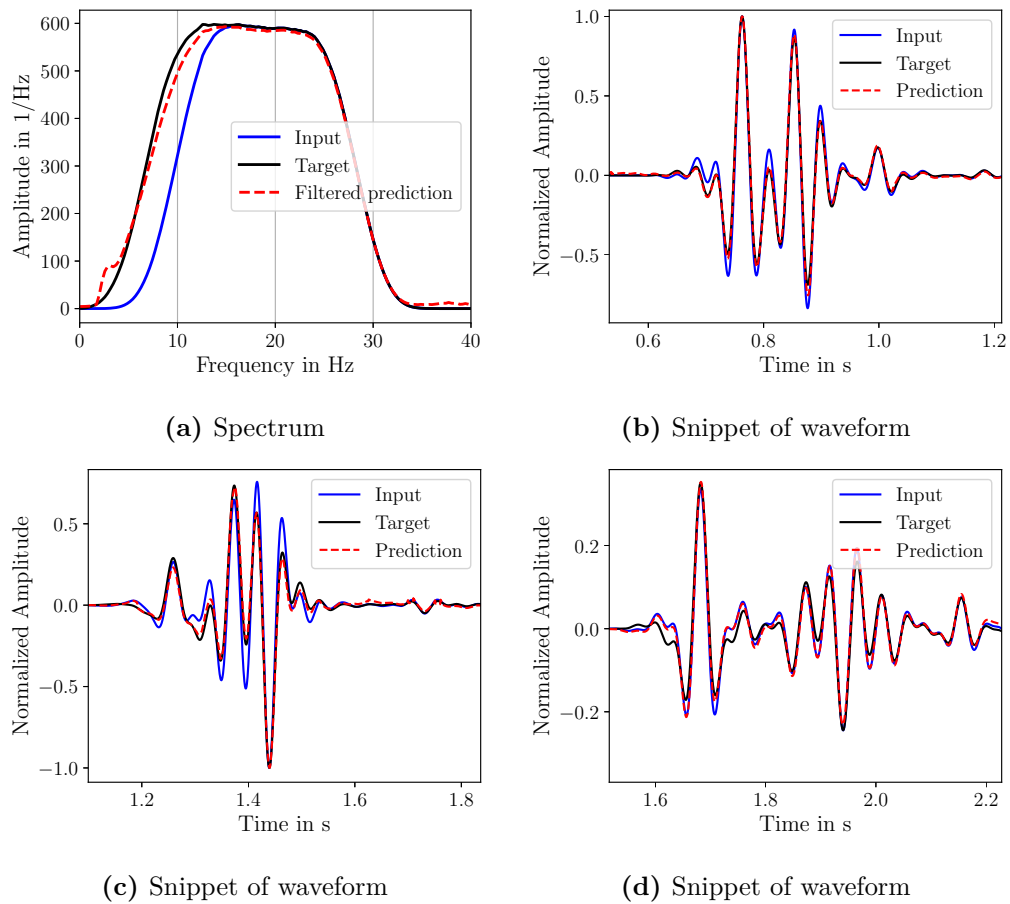 600
500
400
300
200
100
0
Amplitude in 1/Hz
Input
Target
Filtered prediction
0 10 20 30 40
Frequency in Hz
(a) Spectrum
1.0
0.5
0.0
−0.5
Normalized Amplitude
Input
Target
Prediction
0.6 0.8 1.0 1.2
Time in s
(b) Snippet of waveform
0.5
0.0
−0.5
−1.0
Normalized Amplitude
Input
Target
Prediction
1.2 1.4 1.6 1.8
Time in s
(c) Snippet of waveform
0.2
0.0
−0.2
Normalized Amplitude
Input
Target
Prediction
1.6 1.8 2.0 2.2
Time in s
(d) Snippet of waveform